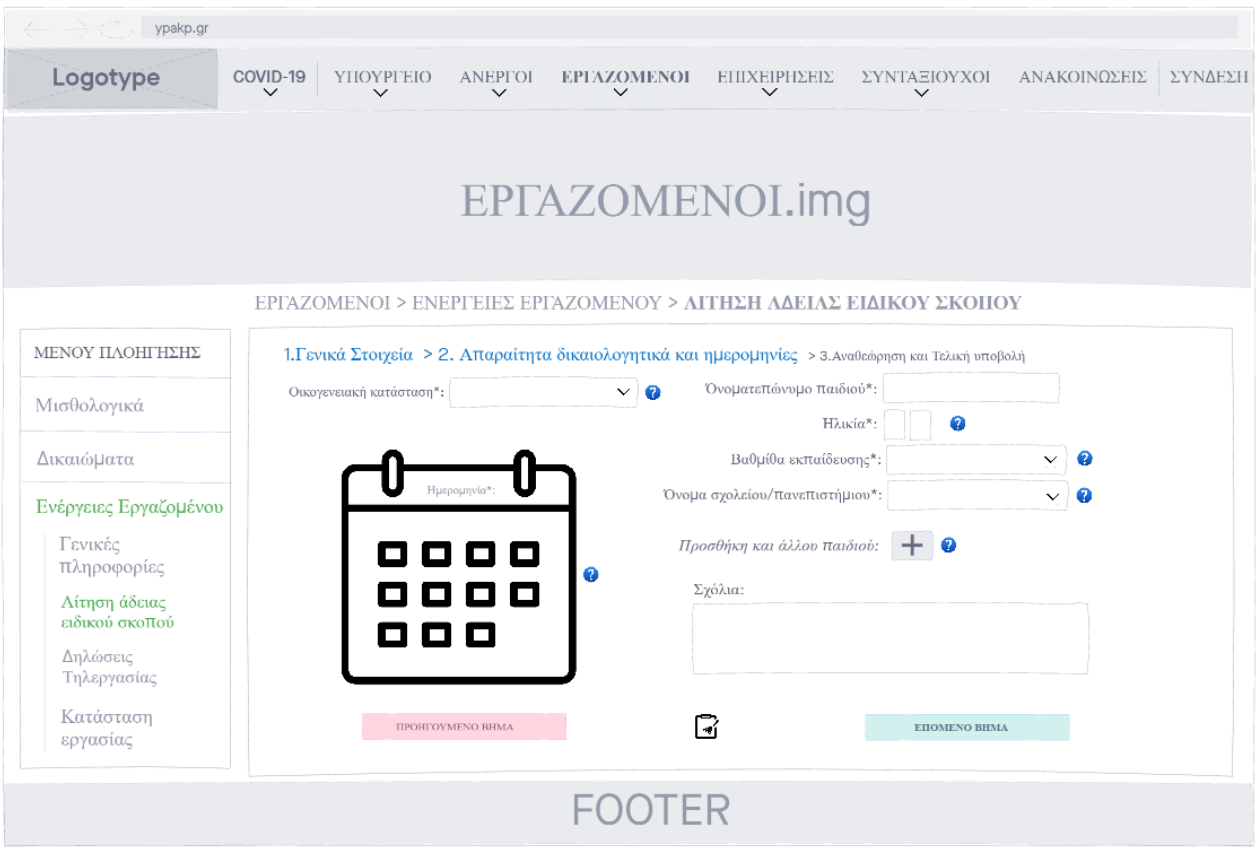 ypakp.gr
Logotype
COVID-19 ΥΠΟΥΡΓΕΙΟ ΑΝΕΡΓΟΙ ΕΡΓΑΖΟΜΕΝΟΙ ΕΠΙΧΕΙΡΗΣΕΙΣ ΣΥΝΤΑΞΙΟΥΧΟΙ ΑΝΑΚΟΙΝΩΣΕΙΣ ΣΥΝΔΕΣΗ
ΕΡΓΑΖΟΜΕΝΟΙ.img
ΕΡΓΑΖΟΜΕΝΟΙ > ΕΝΕΡΓΕΙΕΣ ΕΡΓΑΖΟΜΕΝΟΥ > ΑΙΤΗΣΗ ΑΔΕΙΑΣ ΕΙΔΙΚΟΥ ΣΚΟΠΟΥ
ΜΕΝΟΥ ΠΛΟΗΓΗΣΗΣ
Μισθολογικά
Δικαιώματα
Ενέργειες Εργαζομένου
Γενικές
πληροφορίες
Αίτηση άδειας
ειδικού σκοπού
Δηλώσεις
Τηλεργασίας
Κατάσταση
εργασίας
1.Γενικά Στοιχεία > 2. Απαραίτητα δικαιολογητικά και ημερομηνίες > 3.Αναθεώρηση και Τελική υποβολή
Οικογενειακή κατάσταση*:
Ημερομηνία*:
Όνοματεπώνυμο παιδιού*:
Ηλικία*:
Βαθμίθα εκπαίδευσης*:
Όνομα σχολείου/πανεπιστήμιου*:
Προσθήκη και άλλου παιδιού:
Σχόλια:
ΠΡΟΗΓΟΥΜΕΝΟ ΒΗΜΑ
ΕΠΟΜΕΝΟ ΒΗΜΑ
FOOTER